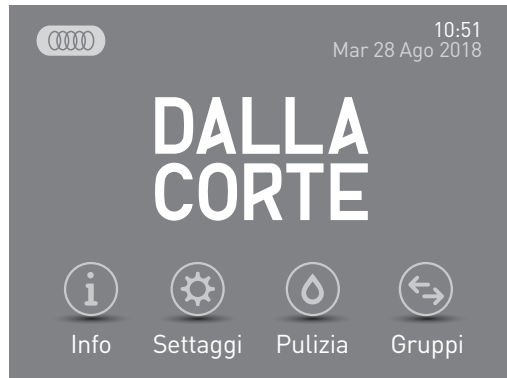 10:51
Mar 28 Ago 2018
DALLA
CORTE
Info Settaggi Pulizia Gruppi